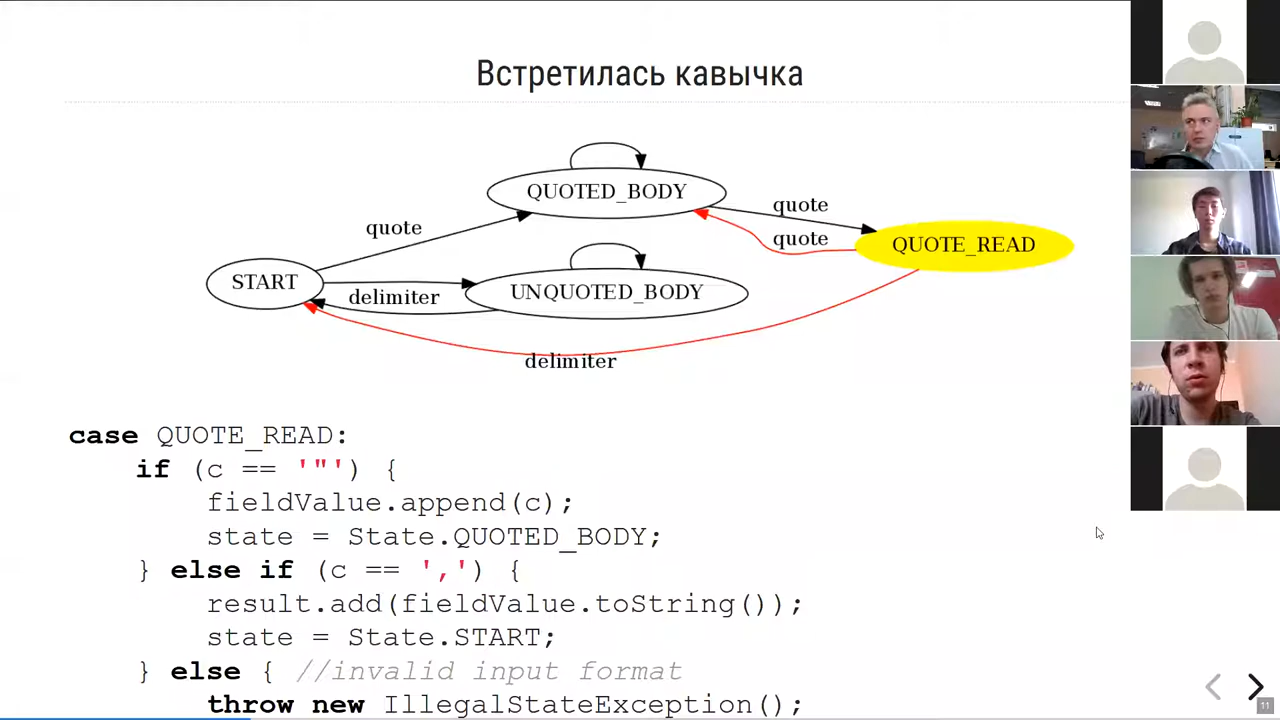 Встретилась кавычка
QUOTED_BODY
quote
quote
quote
QUOTE_READ
START
delimiter
UNQUOTED_BODY
delimiter
case QUOTE_READ:
if (c == '"') {
fieldValue.append(c);
state = State.QUOTED_BODY;
} else if (c == ',') {
result.add(fieldValue.toString());
state = State.START;
} else { //invalid input format
throw new IllegalStateException();
11